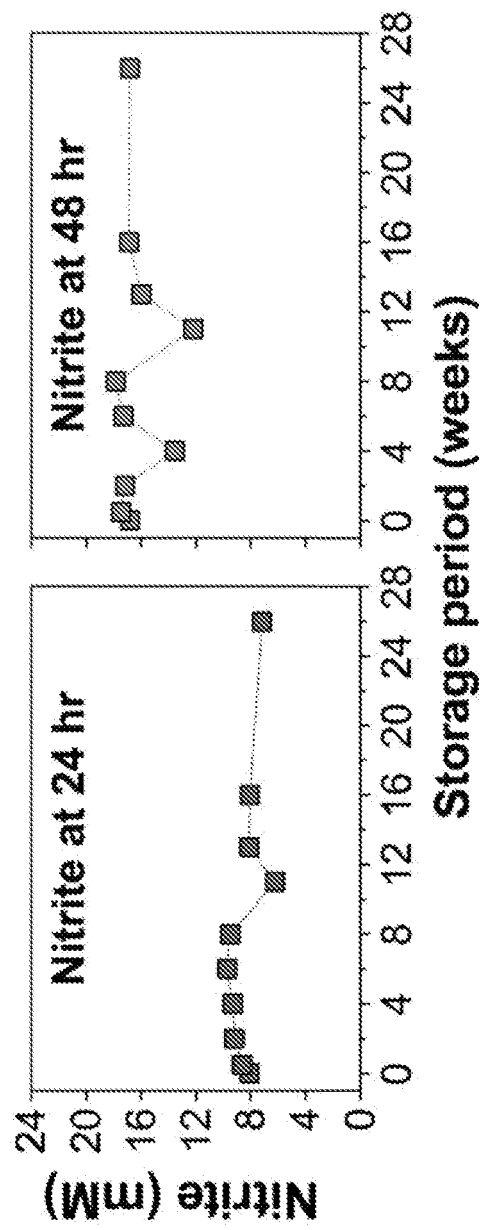 Nitrite at 24 hr
Nitrite at 48 hr
Nitrite (mM)
24
20
16
12
8
4
0
0 4 8 12 16 20 24 28
0 4 8 12 16 20 24 28
Storage period (weeks)